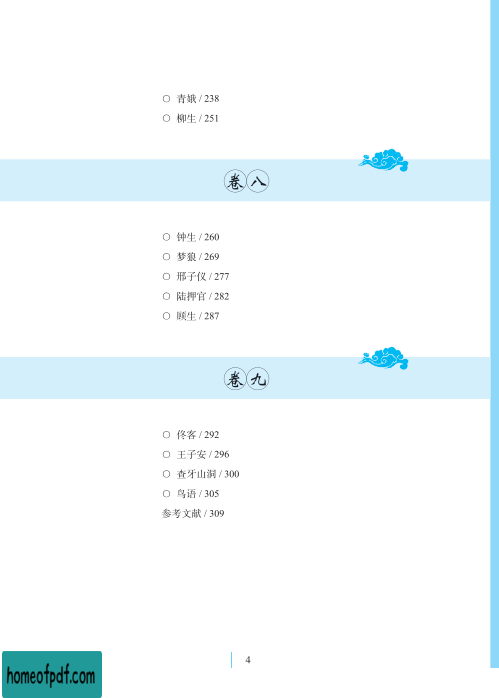 ○ 青娥 / 238
○ 柳生 / 251
卷八
○ 钟生 / 260
○ 梦狼 / 269
○ 邢子仪 / 277
○ 陆押官 / 282
○ 顾生 / 287
卷九
○ 佟客 / 292
○ 王子安 / 296
○ 查牙山洞 / 300
○ 鸟语 / 305
参考文献 / 309
4
homeofpdf.com